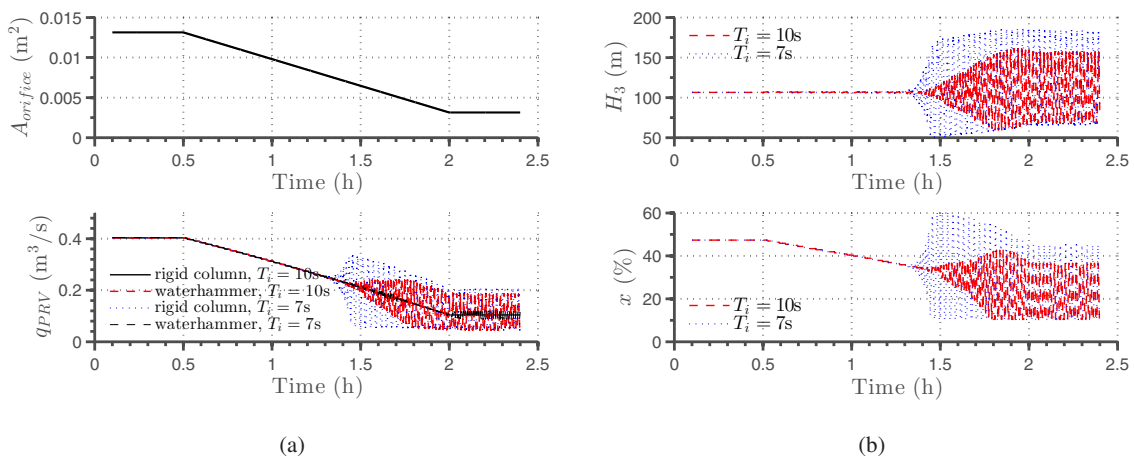 0.015
0.01
0.005
0
A_orifice (m²)
0 0.5 1 1.5 2 2.5
Time (h)
0.4
0.2
0
q_PRV (m³/s)
rigid column, T_i = 10s
waterhammer, T_i = 10s
rigid column, T_i = 7s
waterhammer, T_i = 7s
0 0.5 1 1.5 2 2.5
Time (h)
(a)
200
150
100
50
H_3 (m)
T_i = 10s
T_i = 7s
0 0.5 1 1.5 2 2.5
Time (h)
60
40
20
0
x (%)
T_i = 10s
T_i = 7s
0 0.5 1 1.5 2 2.5
Time (h)
(b)